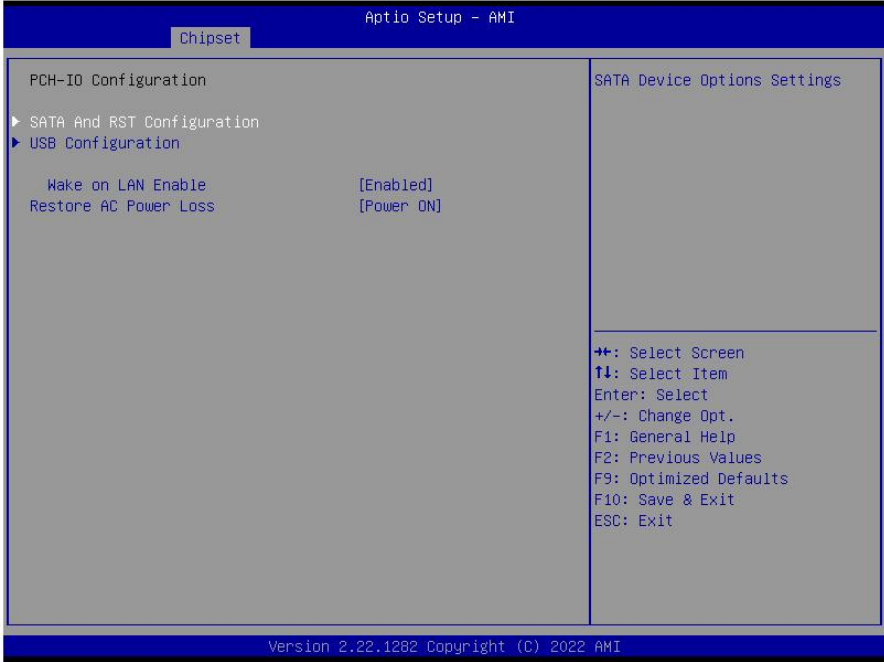 Aptio Setup - AMI
Chipset
PCH-IO Configuration
SATA And RST Configuration
USB Configuration
Wake on LAN Enable [Enabled]
Restore AC Power Loss [Power ON]
SATA Device Options Settings
→←: Select Screen
↑↓: Select Item
Enter: Select
+/-: Change Opt.
F1: General Help
F2: Previous Values
F9: Optimized Defaults
F10: Save & Exit
ESC: Exit
Version 2.22.1282 Copyright (C) 2022 AMI